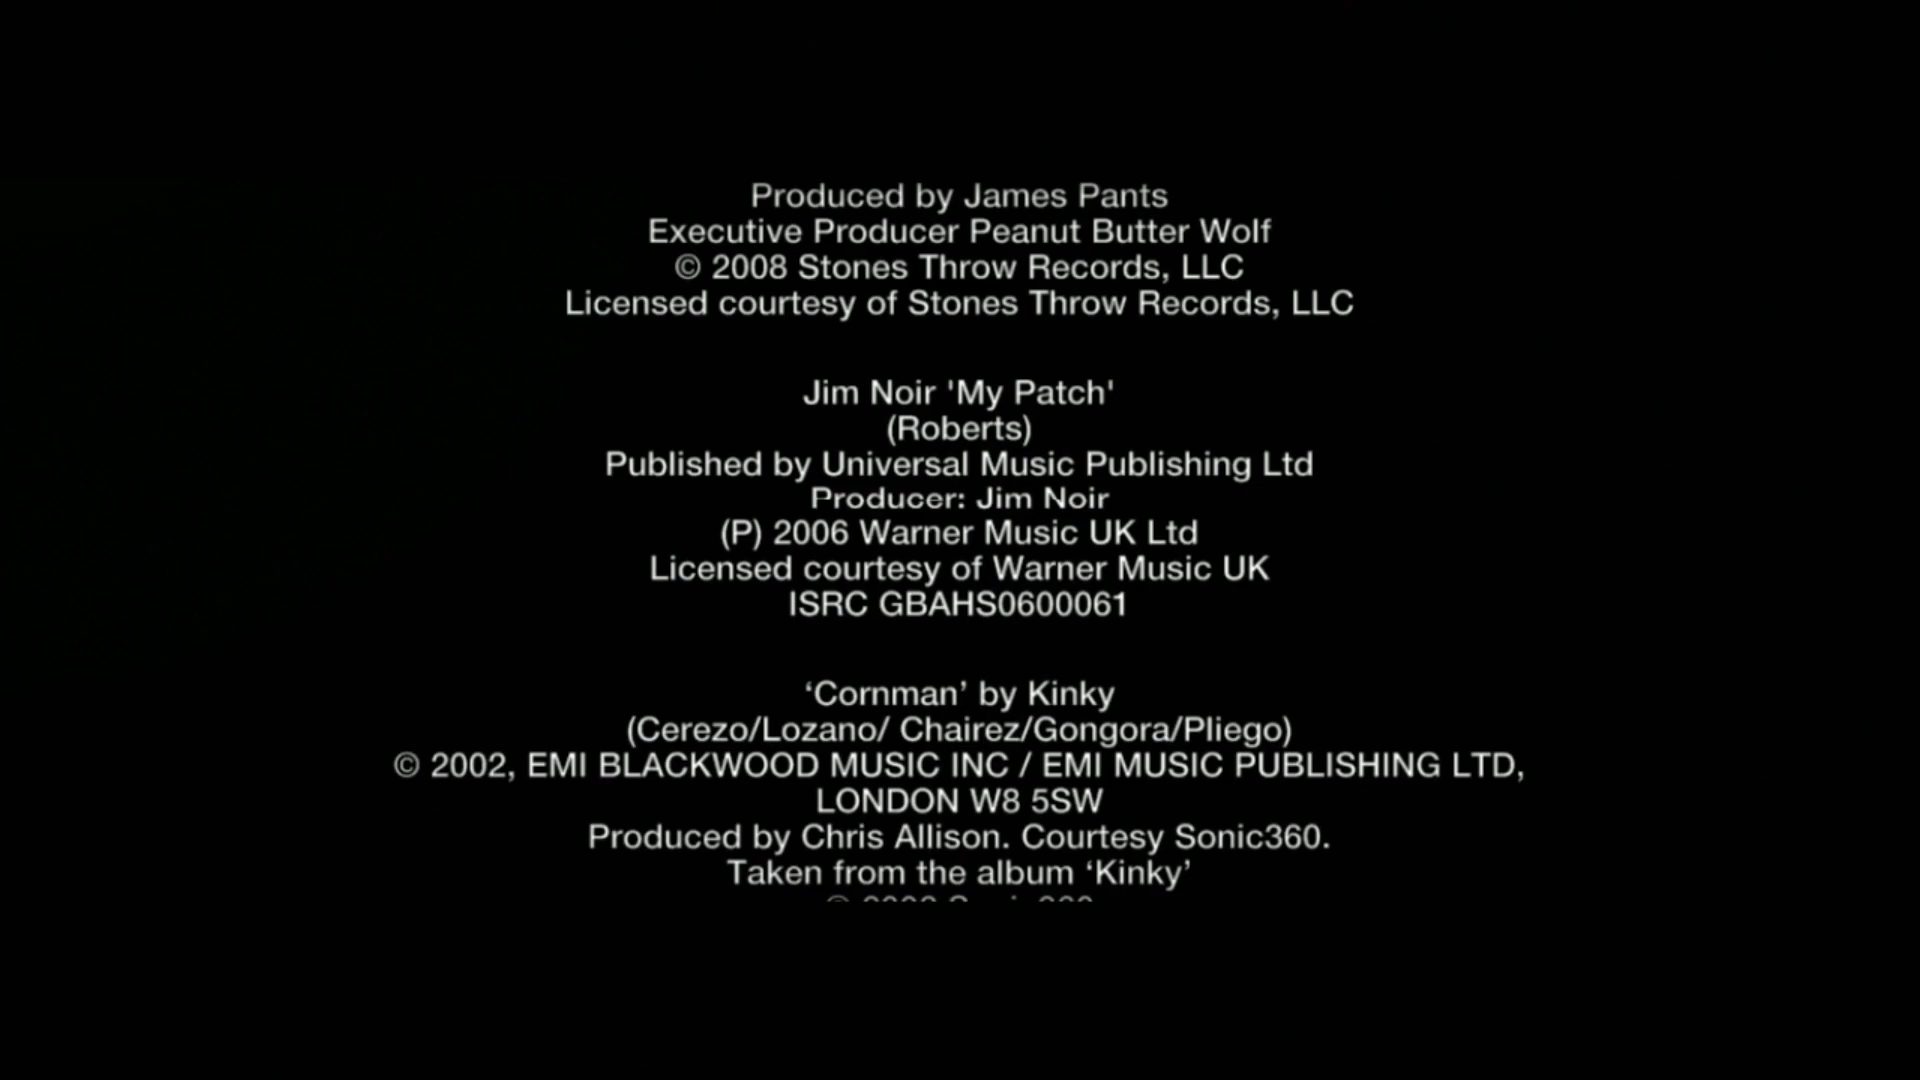 Produced by James Pants
Executive Producer Peanut Butter Wolf
© 2008 Stones Throw Records, LLC
Licensed courtesy of Stones Throw Records, LLC
Jim Noir 'My Patch'
(Roberts)
Published by Universal Music Publishing Ltd
Producer: Jim Noir
(P) 2006 Warner Music UK Ltd
Licensed courtesy of Warner Music UK
ISRC GBAHS0600061
‘Cornman’ by Kinky
(Cerezo/Lozano/ Chairez/Gongora/Pliego)
© 2002, EMI BLACKWOOD MUSIC INC / EMI MUSIC PUBLISHING LTD,
LONDON W8 5SW
Produced by Chris Allison. Courtesy Sonic360.
Taken from the album ‘Kinky’